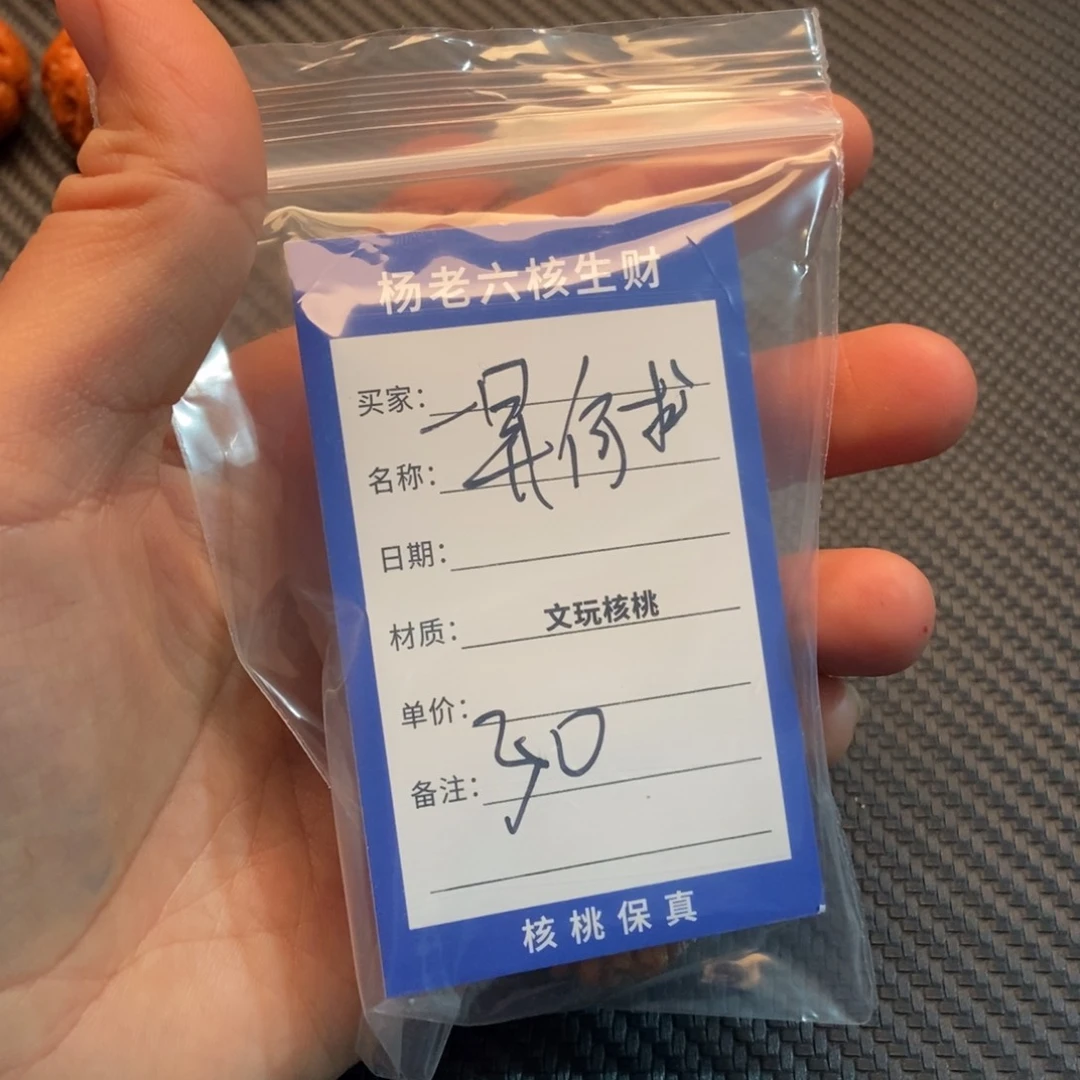 杨老六核生财
买家：
名称：
日期：
材质：文玩核桃
单价：
备注：
核桃保真